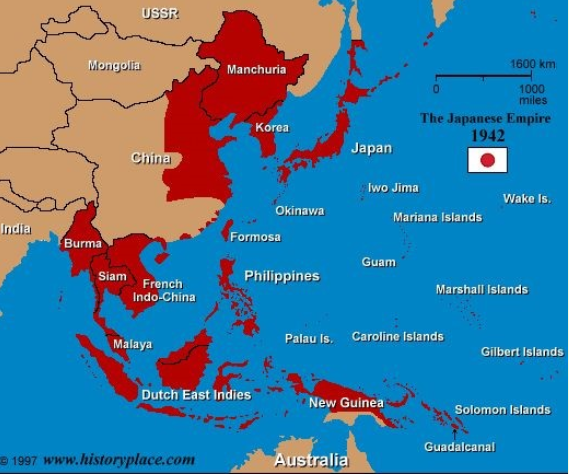 USSR
Mongolia
Manchuria
1600 km
1000
miles
The Japanese Empire
1942
Korea
Japan
China
Iwo Jima
Wake Is.
Okinawa
Mariana Islands
India
Burma
Formosa
Guam
Siam
French
Indo-China
Philippines
Marshall Islands
Malaya
Palau Is.
Caroline Islands
Gilbert Islands
Dutch East Indies
New Guinea
Solomon Islands
Guadalcanal
© 1997 www.historyplace.com
Australia